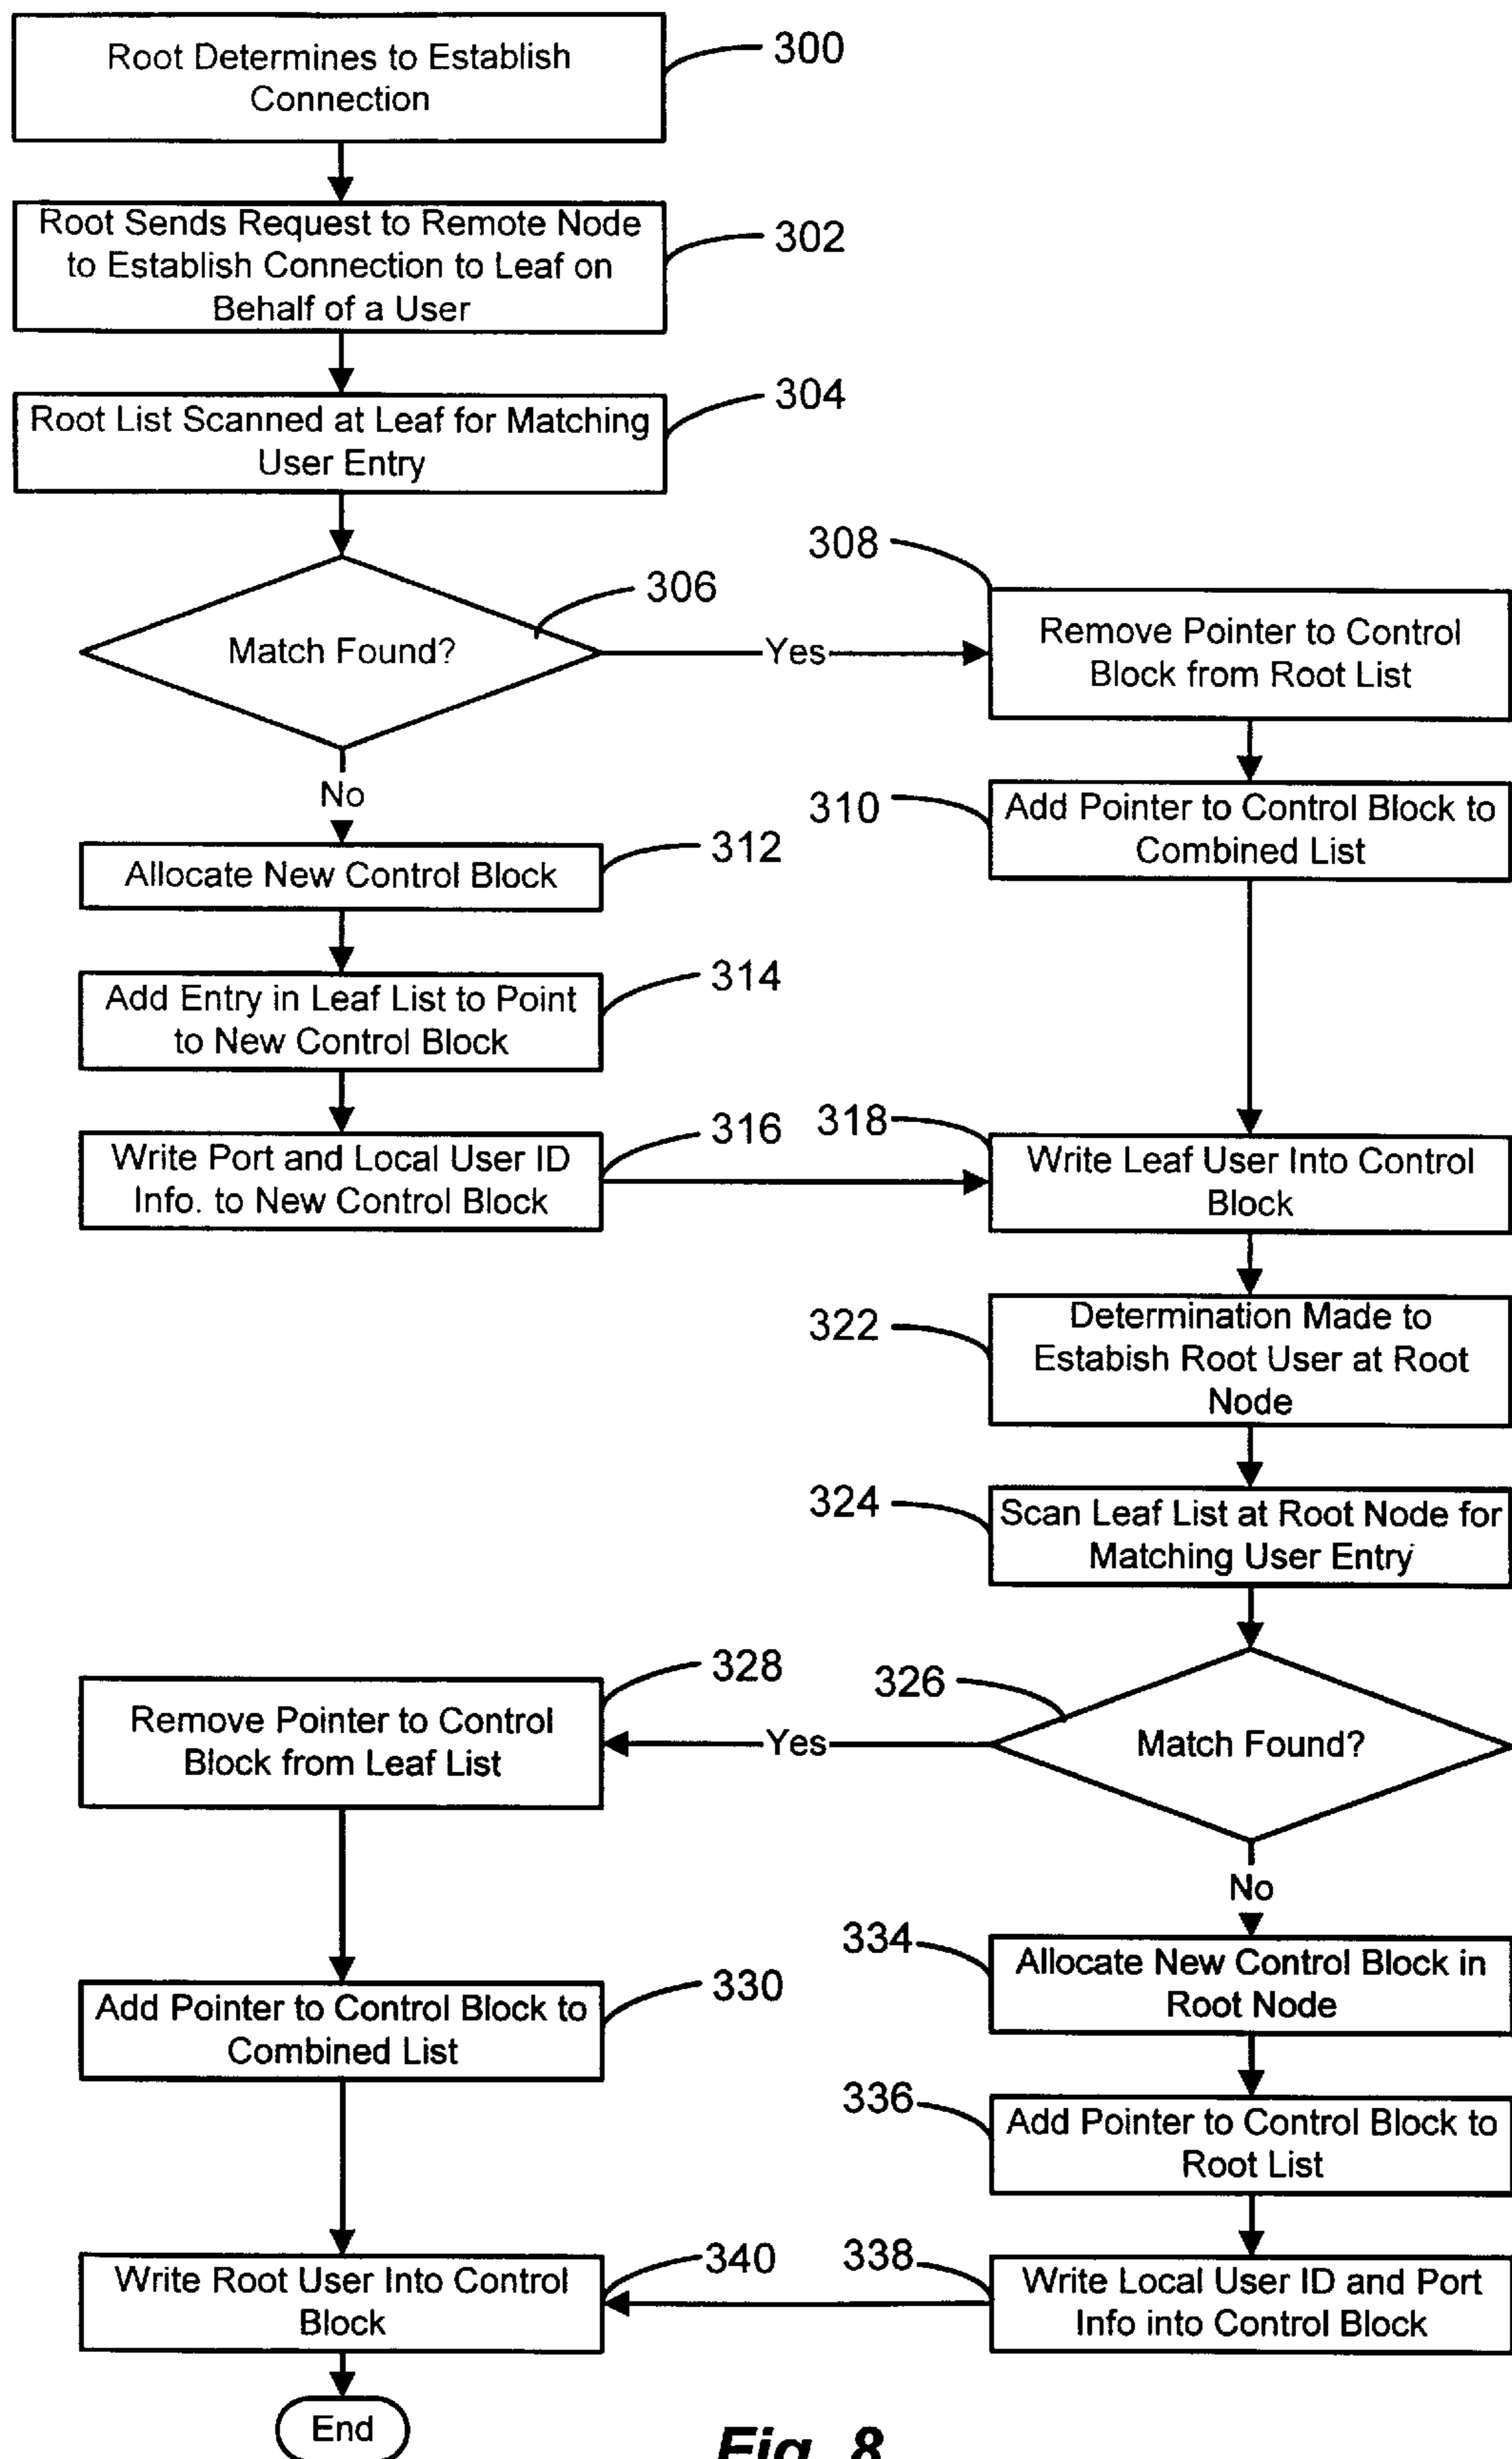 Root Determines to Establish
Connection
300
Root Sends Request to Remote Node
to Establish Connection to Leaf on
Behalf of a User
302
Root List Scanned at Leaf for Matching
User Entry
304
Match Found?
306
Yes
No
308
Remove Pointer to Control
Block from Root List
310
Add Pointer to Control Block to
Combined List
Allocate New Control Block
312
Add Entry in Leaf List to Point
to New Control Block
314
Write Port and Local User ID
Info. to New Control Block
316
318
Write Leaf User Into Control
Block
322
Determination Made to
Estabish Root User at Root
Node
324
Scan Leaf List at Root Node for
Matching User Entry
326
Match Found?
Yes
No
Remove Pointer to Control
Block from Leaf List
328
Add Pointer to Control Block to
Combined List
330
334
Allocate New Control Block in
Root Node
336
Add Pointer to Control Block to
Root List
338
Write Local User ID and Port
Info into Control Block
Write Root User Into Control
Block
340
End
Fig. 8